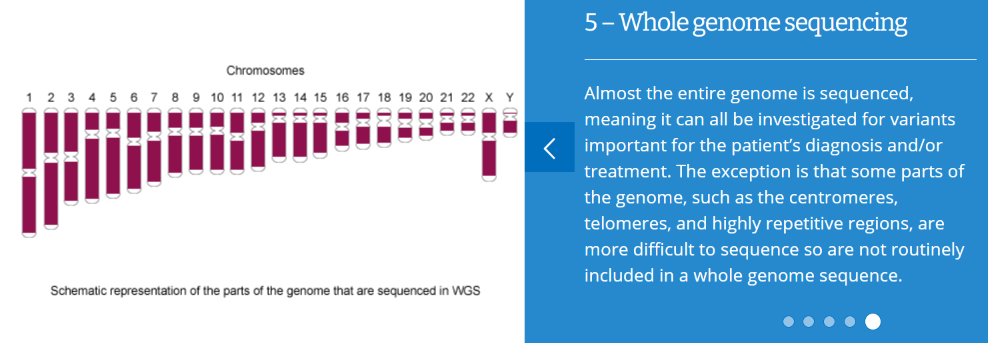 Chromosomes
1 2 3 4 5 6 7 8 9 10 11 12 13 14 15 16 17 18 19 20 21 22 X Y
Schematic representation of the parts of the genome that are sequenced in WGS
5 – Whole genome sequencing
Almost the entire genome is sequenced,
meaning it can all be investigated for variants
important for the patient’s diagnosis and/or
treatment. The exception is that some parts of
the genome, such as the centromeres,
telomeres, and highly repetitive regions, are
more difficult to sequence so are not routinely
included in a whole genome sequence.